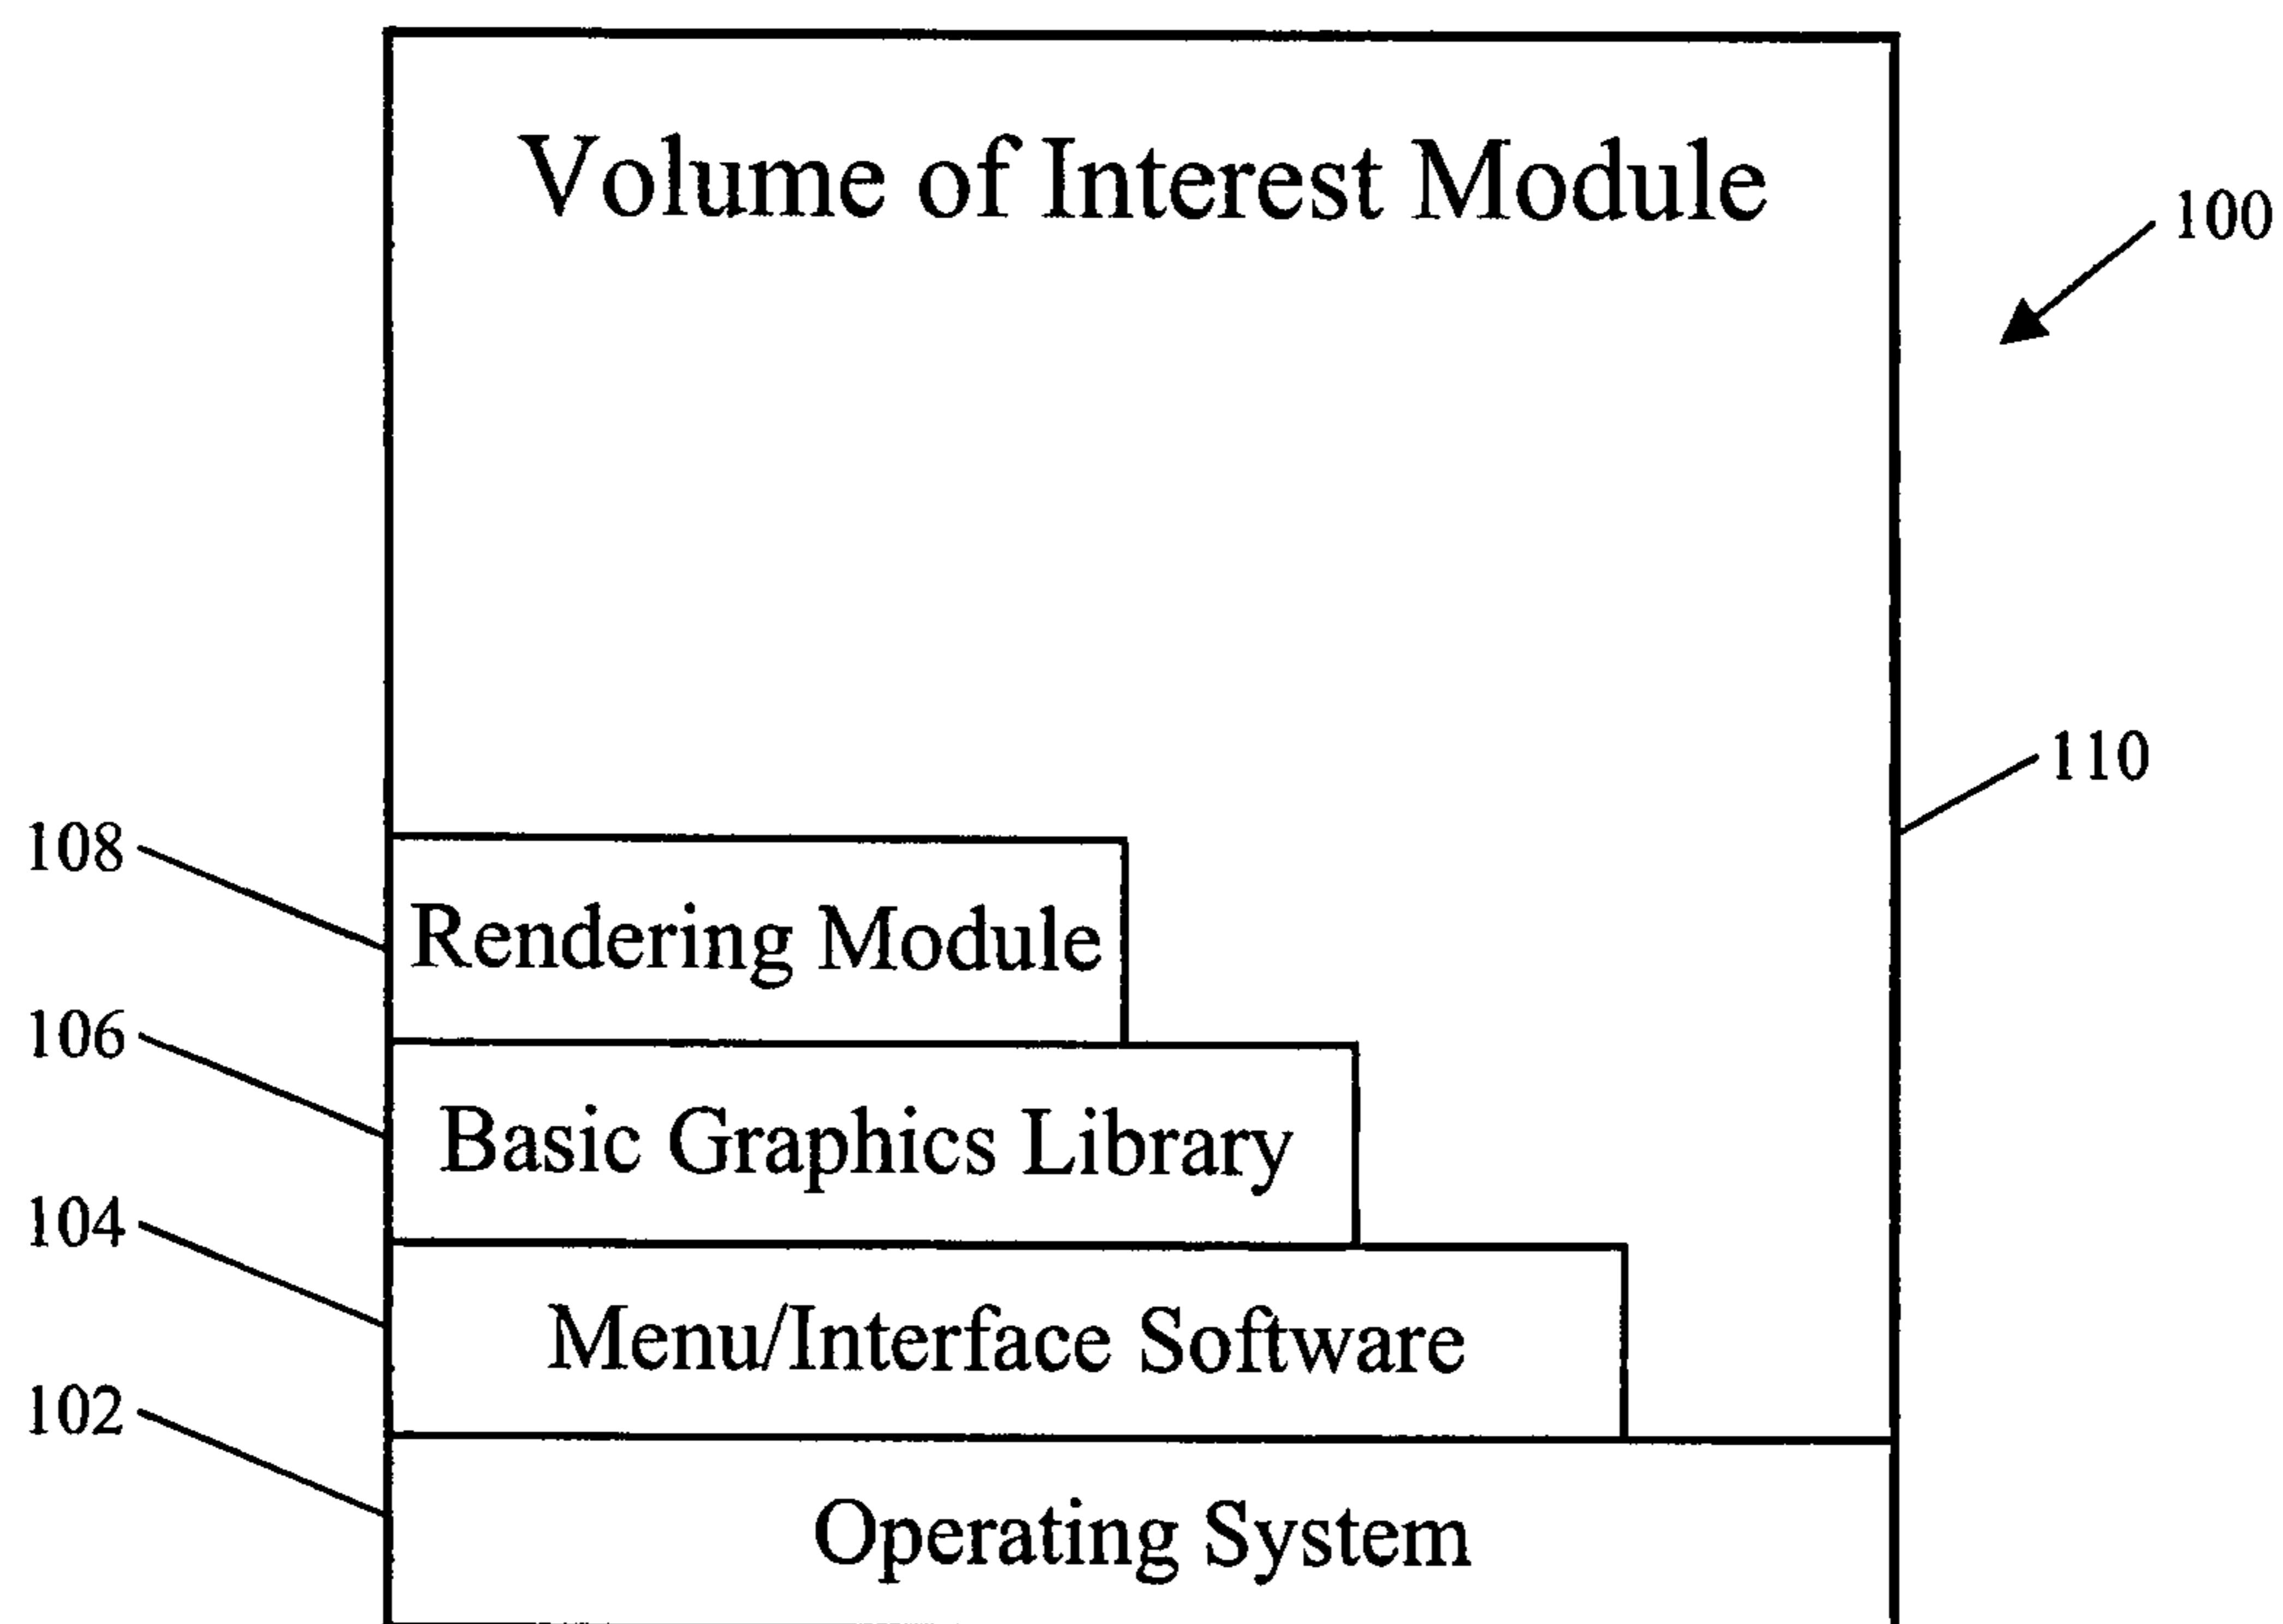 Volume of Interest Module
100
110
108
Rendering Module
106
Basic Graphics Library
104
Menu/Interface Software
102
Operating System